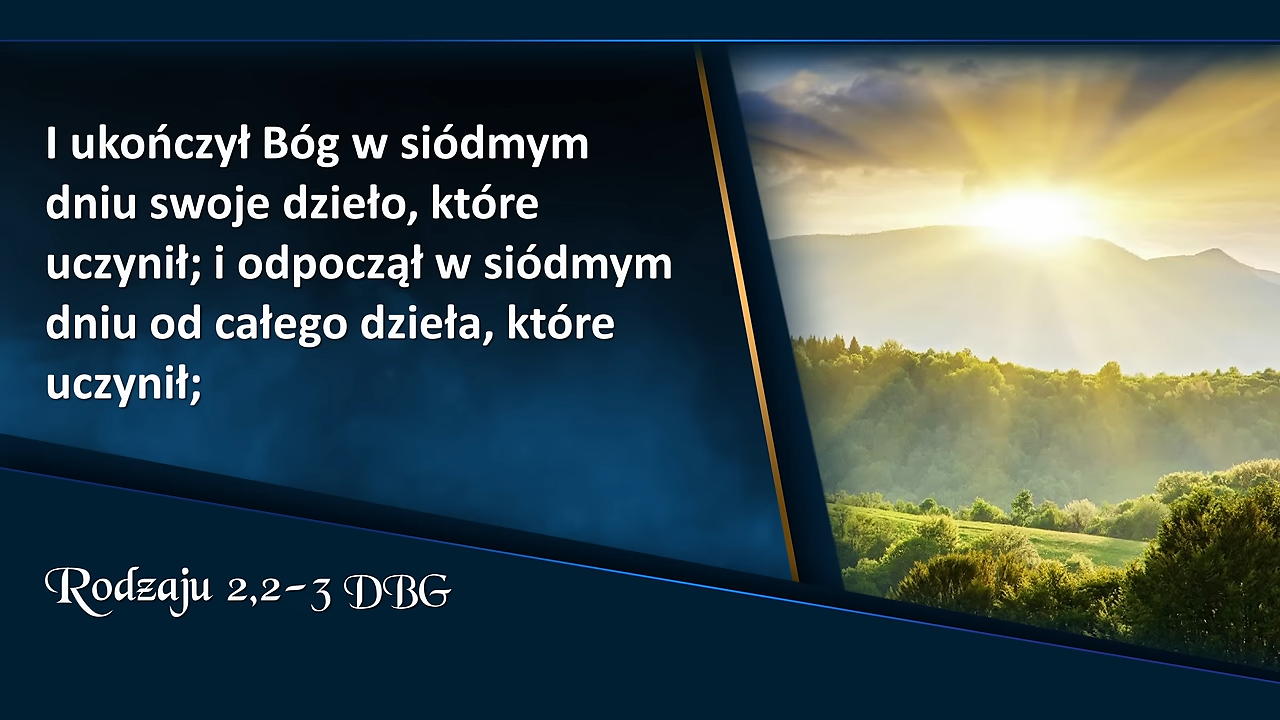 I ukończył Bóg w siódmym
dniu swoje dzieło, które
uczynił; i odpoczął w siódmym
dniu od całego dzieła, które
uczynił;
Rodzaju 2,2-3 DBG